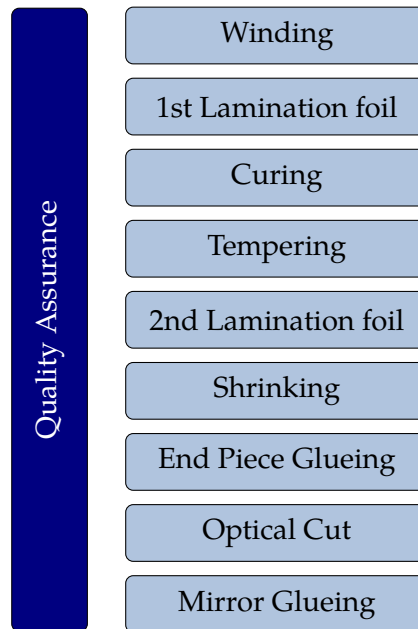 Quality Assurance
Winding
1st Lamination foil
Curing
Tempering
2nd Lamination foil
Shrinking
End Piece Glueing
Optical Cut
Mirror Glueing